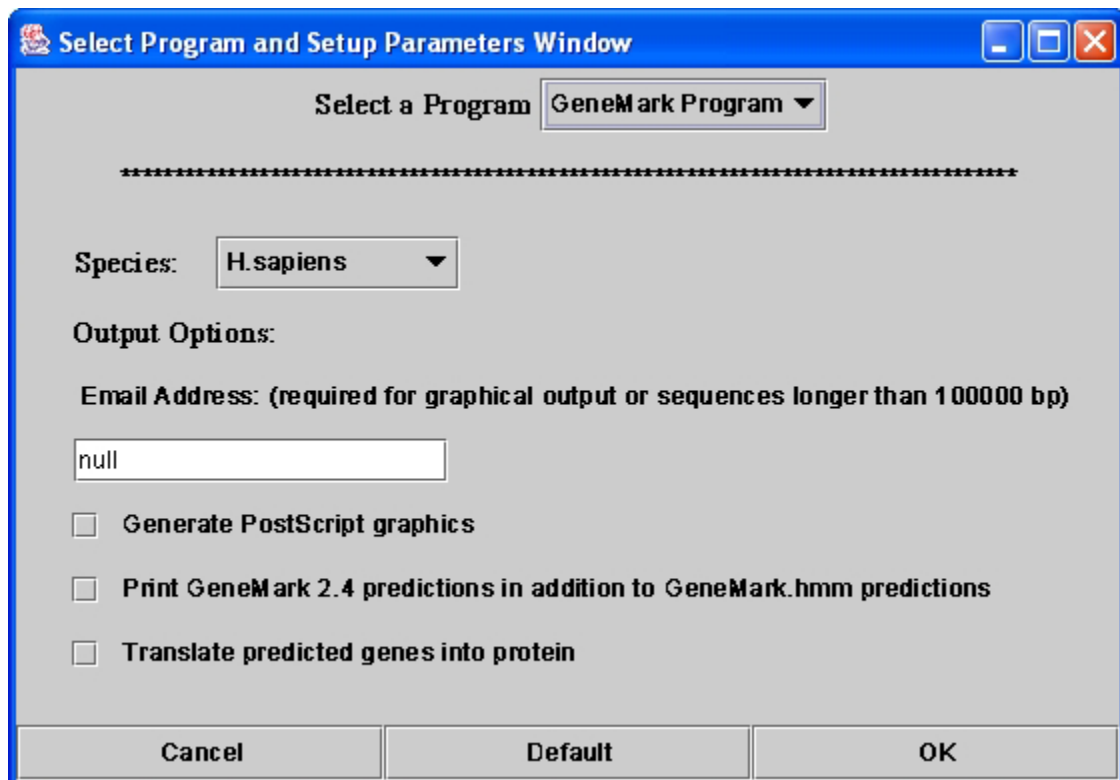 Select Program and Setup Parameters Window
Select a Program GeneMark Program
********************************************************************************
Species: H.sapiens
Output Options:
Email Address: (required for graphical output or sequences longer than 100000 bp)
null
Generate PostScript graphics
Print GeneMark 2.4 predictions in addition to GeneMark.hmm predictions
Translate predicted genes into protein
Cancel Default OK